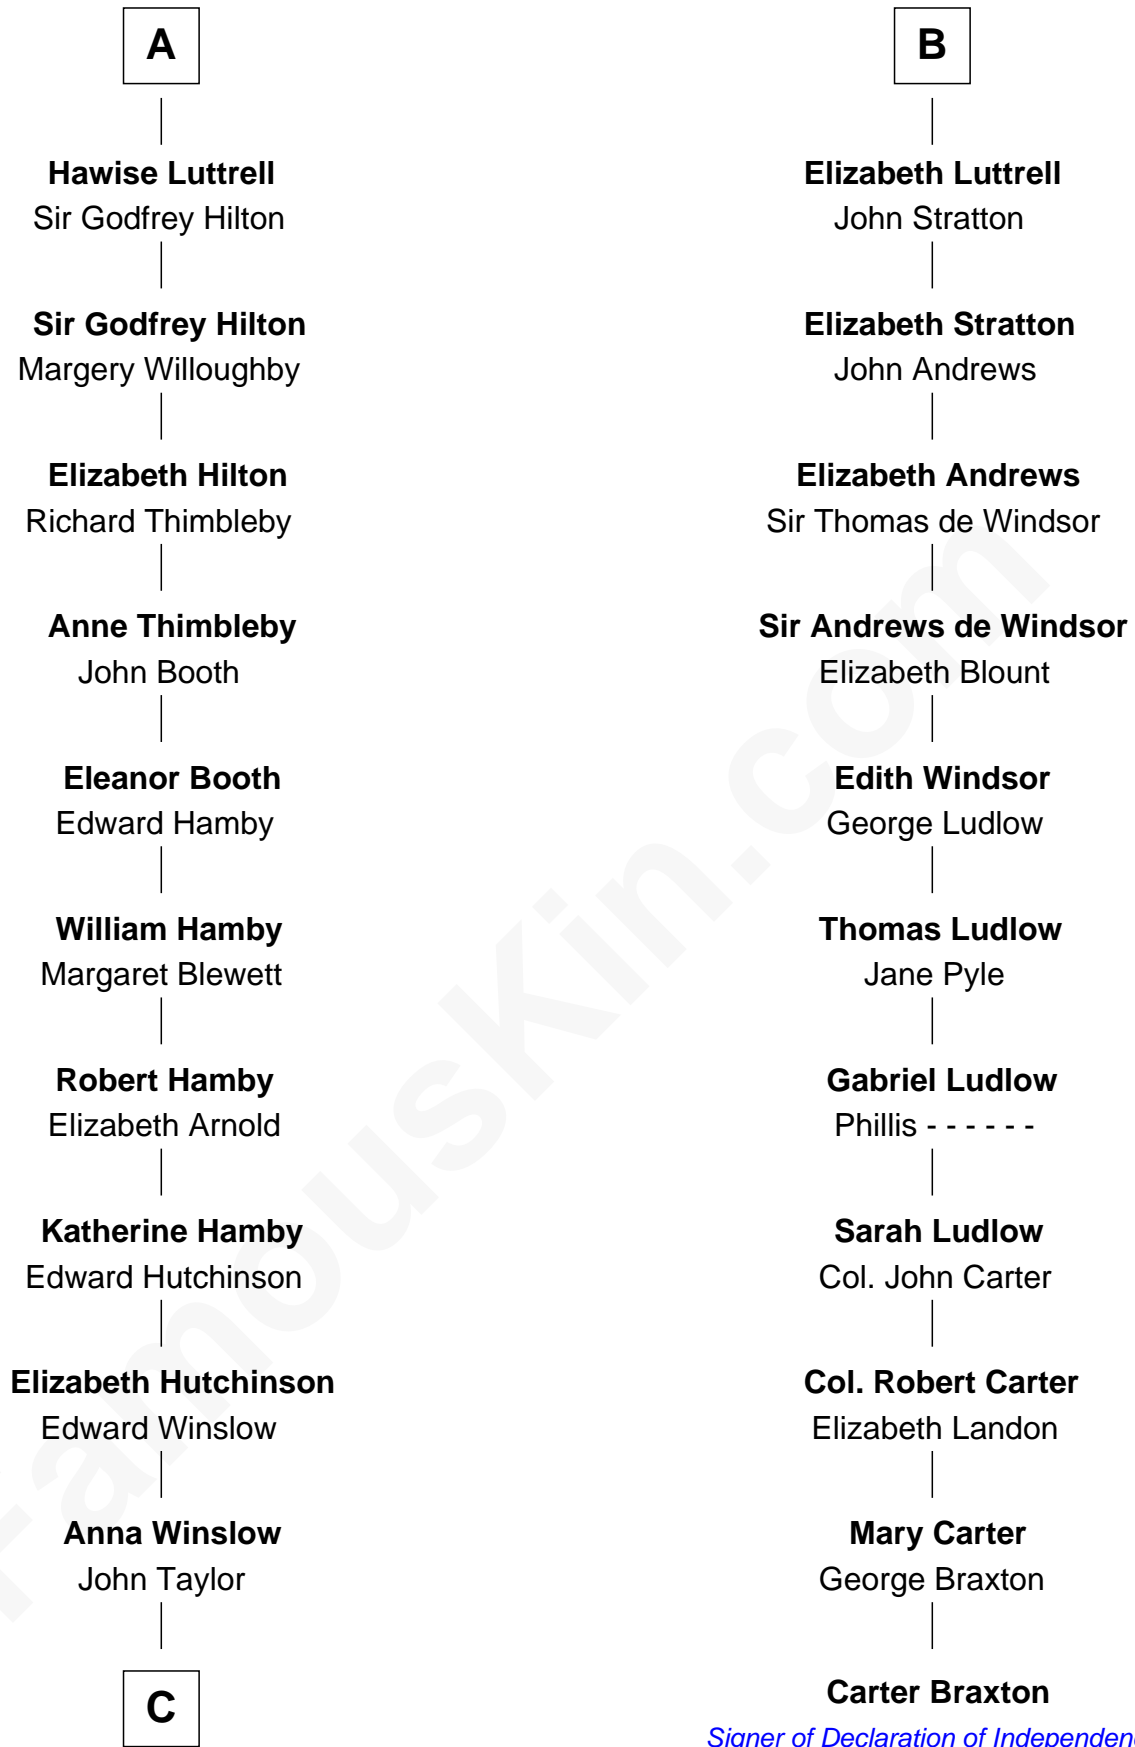 A
Hawise Luttrell
Sir Godfrey Hilton
Sir Godfrey Hilton
Margery Willoughby
Elizabeth Hilton
Richard Thimbleby
Anne Thimbleby
John Booth
Eleanor Booth
Edward Hamby
William Hamby
Margaret Blewett
Robert Hamby
Elizabeth Arnold
Katherine Hamby
Edward Hutchinson
Elizabeth Hutchinson
Edward Winslow
Anna Winslow
John Taylor
C
B
Elizabeth Luttrell
John Stratton
Elizabeth Stratton
John Andrews
Elizabeth Andrews
Sir Thomas de Windsor
Sir Andrews de Windsor
Elizabeth Blount
Edith Windsor
George Ludlow
Thomas Ludlow
Jane Pyle
Gabriel Ludlow
Phillis - - - - - -
Sarah Ludlow
Col. John Carter
Col. Robert Carter
Elizabeth Landon
Mary Carter
George Braxton
Carter Braxton
Signer of Declaration of Independen
FamousKin.com